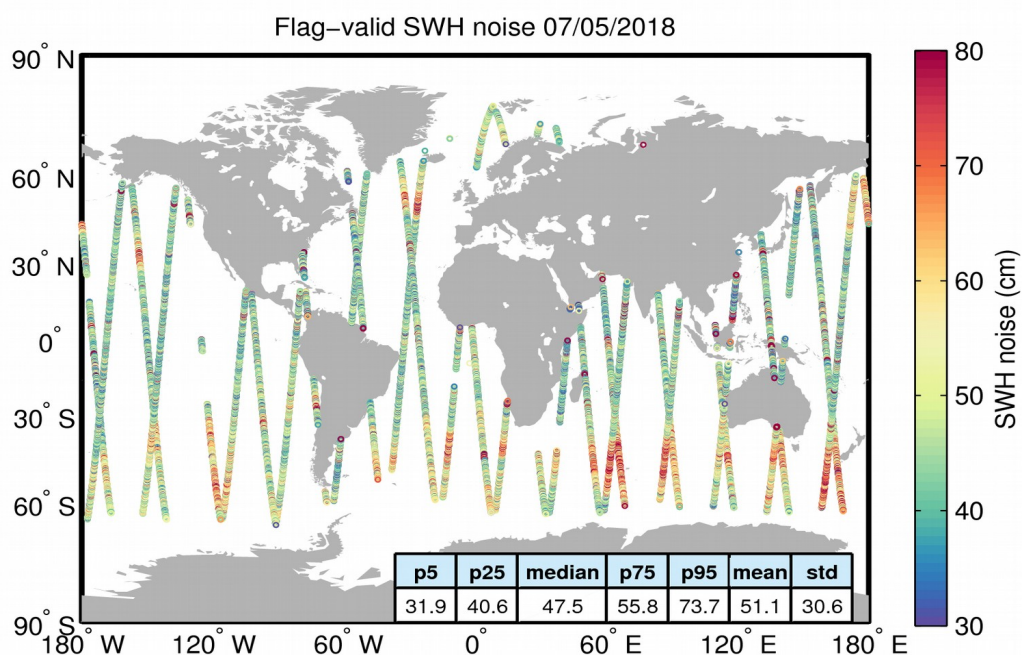 Flag−valid SWH noise 07/05/2018
90° N
60° N
30° N
0°
30° S
60° S
90° S
180° W
120° W
60° W
0°
60° E
120° E
180° E
80
70
60
50
40
30
SWH noise (cm)
p5 p25 median p75 p95 mean std
31.9 40.6 47.5 55.8 73.7 51.1 30.6